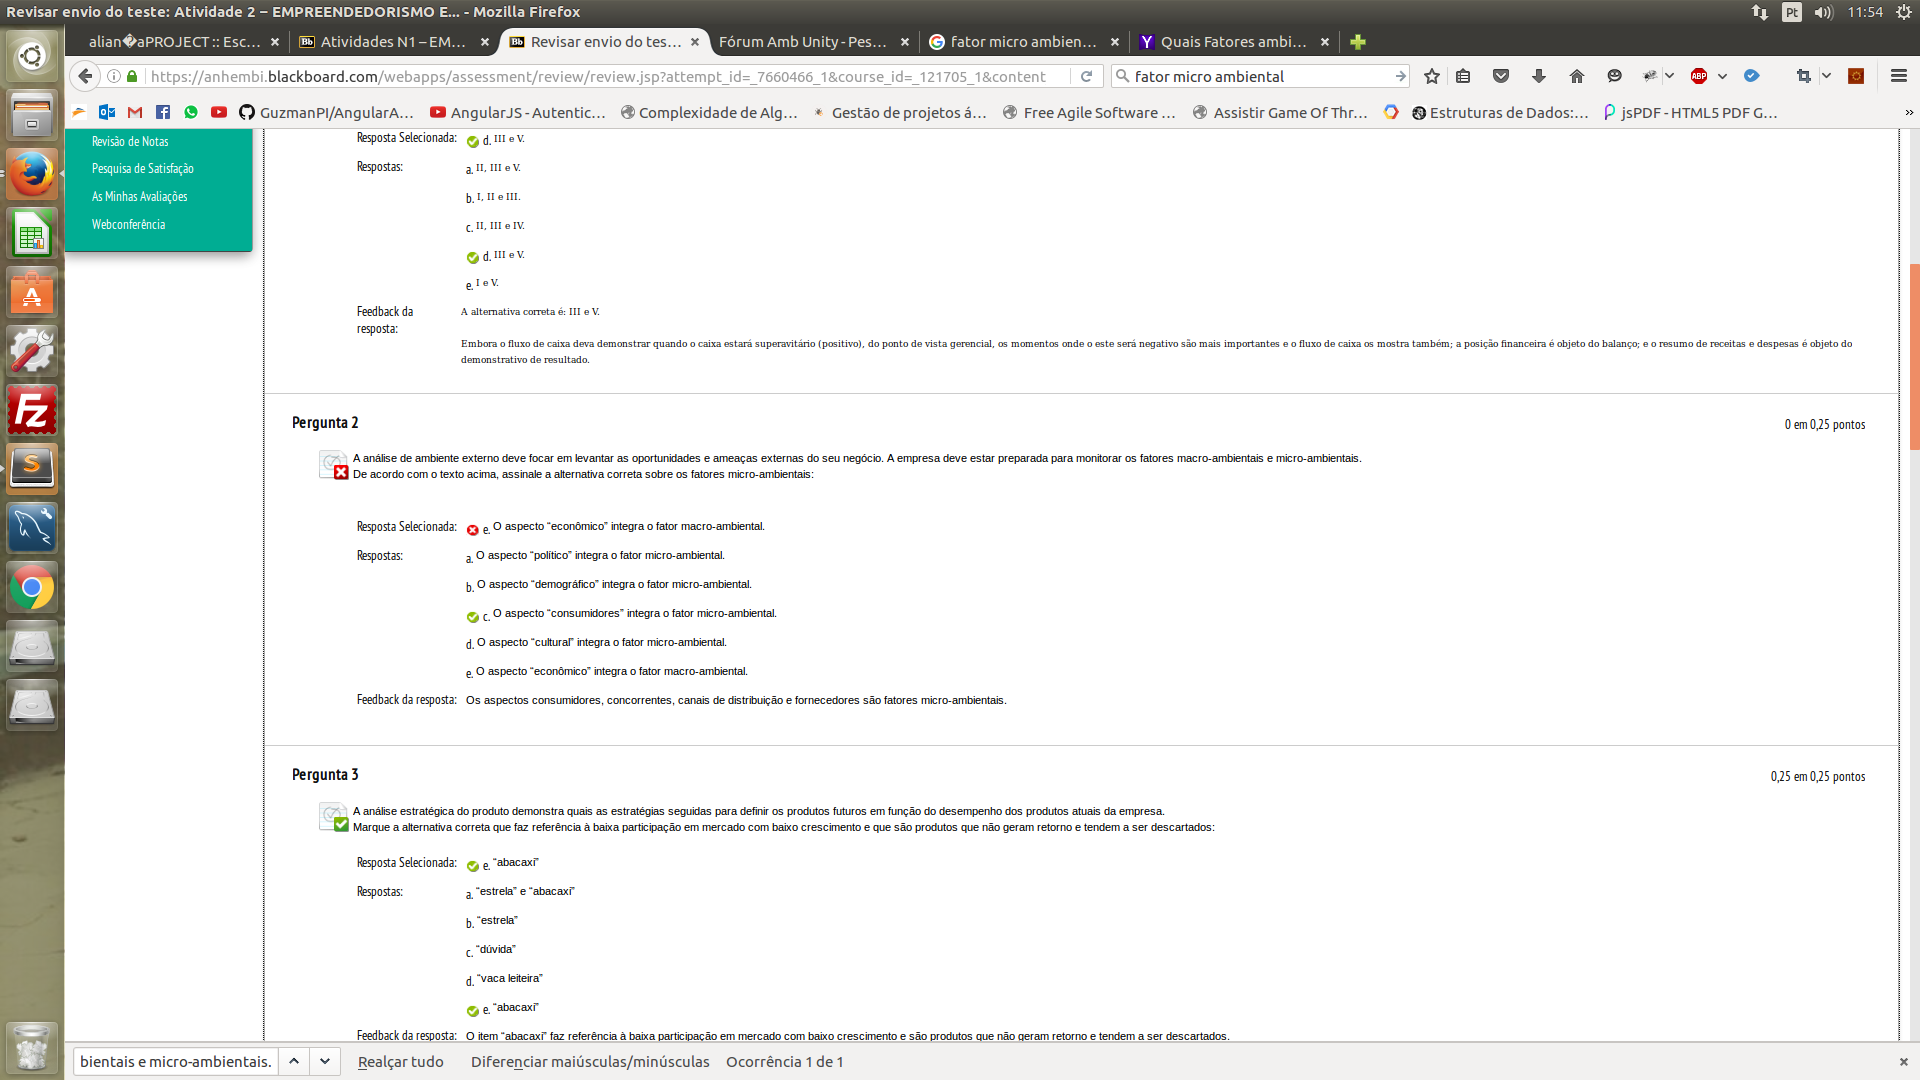 Revisar envio do teste: Atividade 2 – EMPREENDEDORISMO E... - Mozilla Firefox
Pt
11:54
alian�aPROJECT :: Esc...
Atividades N1 – EM...
Revisar envio do tes...
Fórum Amb Unity - Pes...
fator micro ambien...
Quais Fatores ambi...
https://anhembi.blackboard.com/webapps/assessment/review/review.jsp?attempt_id=_7660466_1&course_id=_121705_1&content
fator micro ambiental
ABP
GuzmanPI/AngularA...
AngularJS - Autentic...
Complexidade de Alg...
Gestão de projetos á...
Free Agile Software ...
Assistir Game Of Thr...
Estruturas de Dados:...
jsPDF - HTML5 PDF G...
Revisão de Notas
Pesquisa de Satisfação
As Minhas Avaliações
Webconferência
Resposta Selecionada: d. III e V.
Respostas: a. II, III e V.
b. I, II e III.
c. II, III e IV.
d. III e V.
e. I e V.
Feedback da resposta: A alternativa correta é: III e V.
Embora o fluxo de caixa deva demonstrar quando o caixa estará superavitário (positivo), do ponto de vista gerencial, os momentos onde o este será negativo são mais importantes e o fluxo de caixa os mostra também; a posição financeira é objeto do balanço; e o resumo de receitas e despesas é objeto do
demonstrativo de resultado.
Pergunta 2
0 em 0,25 pontos
A análise de ambiente externo deve focar em levantar as oportunidades e ameaças externas do seu negócio. A empresa deve estar preparada para monitorar os fatores macro-ambientais e micro-ambientais.
De acordo com o texto acima, assinale a alternativa correta sobre os fatores micro-ambientais:
Resposta Selecionada: e. O aspecto “econômico” integra o fator macro-ambiental.
Respostas: a. O aspecto “político” integra o fator micro-ambiental.
b. O aspecto “demográfico” integra o fator micro-ambiental.
c. O aspecto “consumidores” integra o fator micro-ambiental.
d. O aspecto “cultural” integra o fator micro-ambiental.
e. O aspecto “econômico” integra o fator macro-ambiental.
Feedback da resposta: Os aspectos consumidores, concorrentes, canais de distribuição e fornecedores são fatores micro-ambientais.
Pergunta 3
0,25 em 0,25 pontos
A análise estratégica do produto demonstra quais as estratégias seguidas para definir os produtos futuros em função do desempenho dos produtos atuais da empresa.
Marque a alternativa correta que faz referência à baixa participação em mercado com baixo crescimento e que são produtos que não geram retorno e tendem a ser descartados:
Resposta Selecionada: e. “abacaxi”
Respostas: a. “estrela” e “abacaxi”
b. “estrela”
c. “dúvida”
d. “vaca leiteira”
e. “abacaxi”
Feedback da resposta: O item “abacaxi” faz referência à baixa participação em mercado com baixo crescimento e são produtos que não geram retorno e tendem a ser descartados.
bientais e micro-ambientais.
Realçar tudo
Diferenciar maiúsculas/minúsculas
Ocorrência 1 de 1